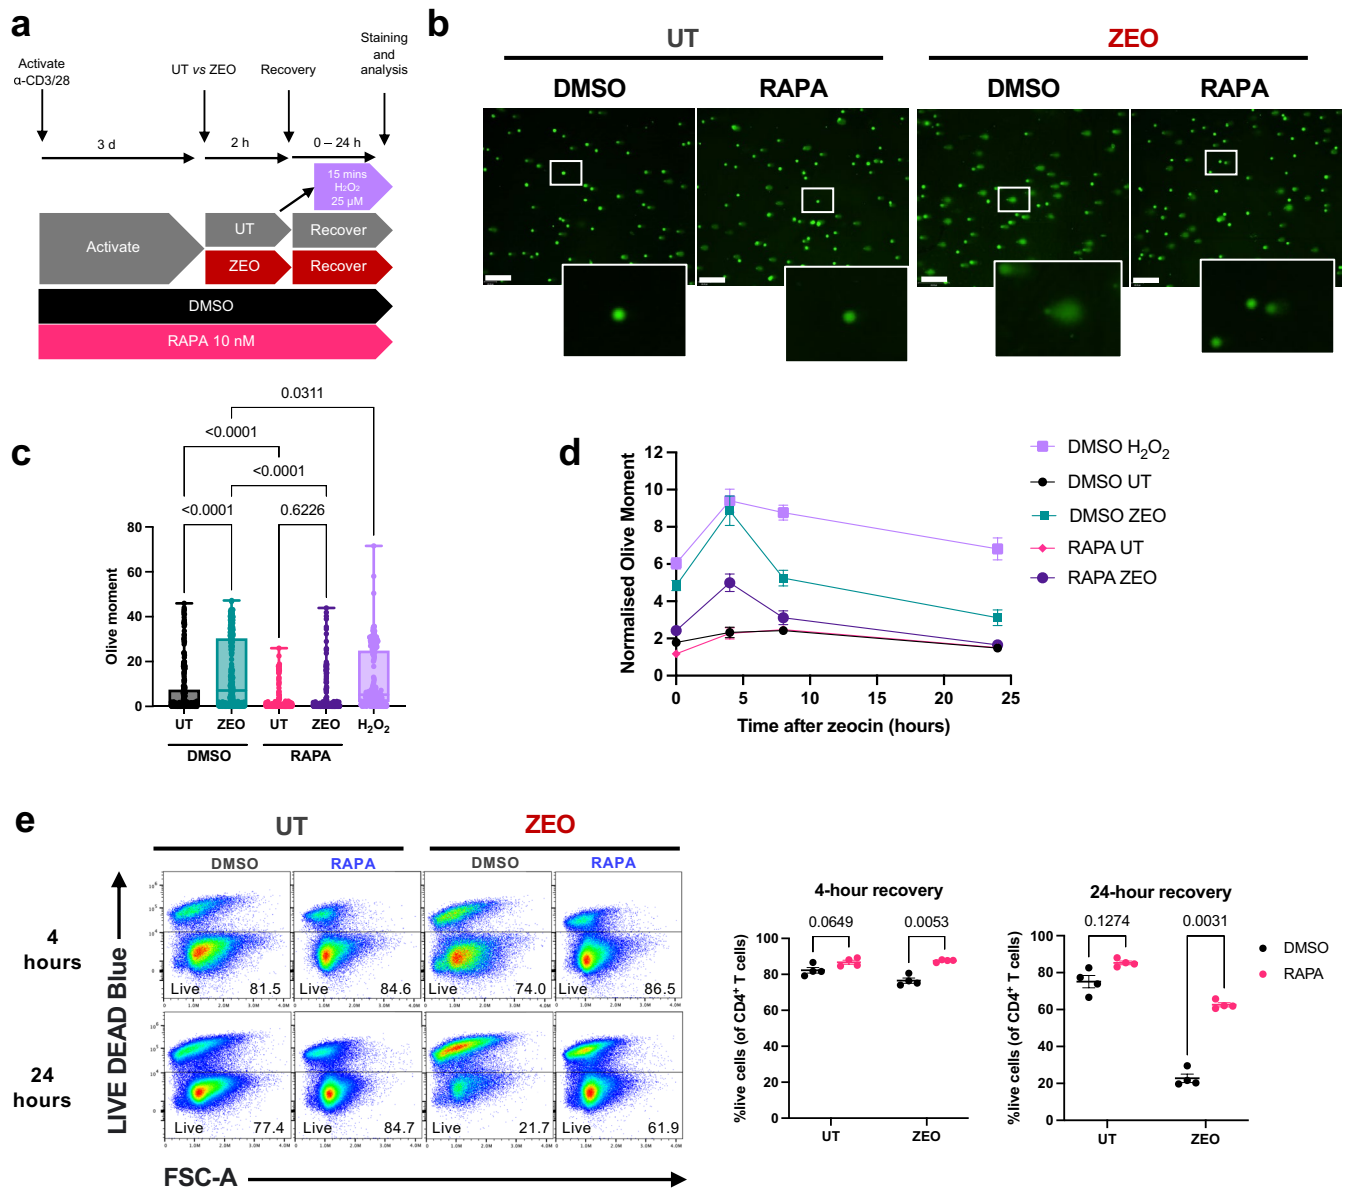 a
Activate
α-CD3/28
UT vs ZEO
Recovery
Staining
and
analysis
3 d
2 h
0 – 24 h
15 mins
H₂O₂
25 µM
Activate
UT
Recover
ZEO
Recover
DMSO
RAPA 10 nM
b
UT
ZEO
DMSO
RAPA
DMSO
RAPA
c
0.0311
<0.0001
<0.0001
<0.0001
0.6226
Olive moment
80
60
40
20
0
UT
ZEO
UT
ZEO
H₂O₂
DMSO
RAPA
d
Normalised Olive Moment
12
10
8
6
4
2
0
0
5
10
15
20
25
Time after zeocin (hours)
DMSO H₂O₂
DMSO UT
DMSO ZEO
RAPA UT
RAPA ZEO
e
UT
ZEO
DMSO
RAPA
DMSO
RAPA
4
hours
24
hours
LIVE DEAD Blue
Live 81.5
Live 84.6
Live 74.0
Live 86.5
Live 77.4
Live 84.7
Live 21.7
Live 61.9
FSC-A
4-hour recovery
0.0649
0.0053
%live cells (of CD4⁺ T cells)
100
80
60
40
20
0
UT
ZEO
24-hour recovery
0.1274
0.0031
%live cells (of CD4⁺ T cells)
100
80
60
40
20
0
UT
ZEO
DMSO
RAPA